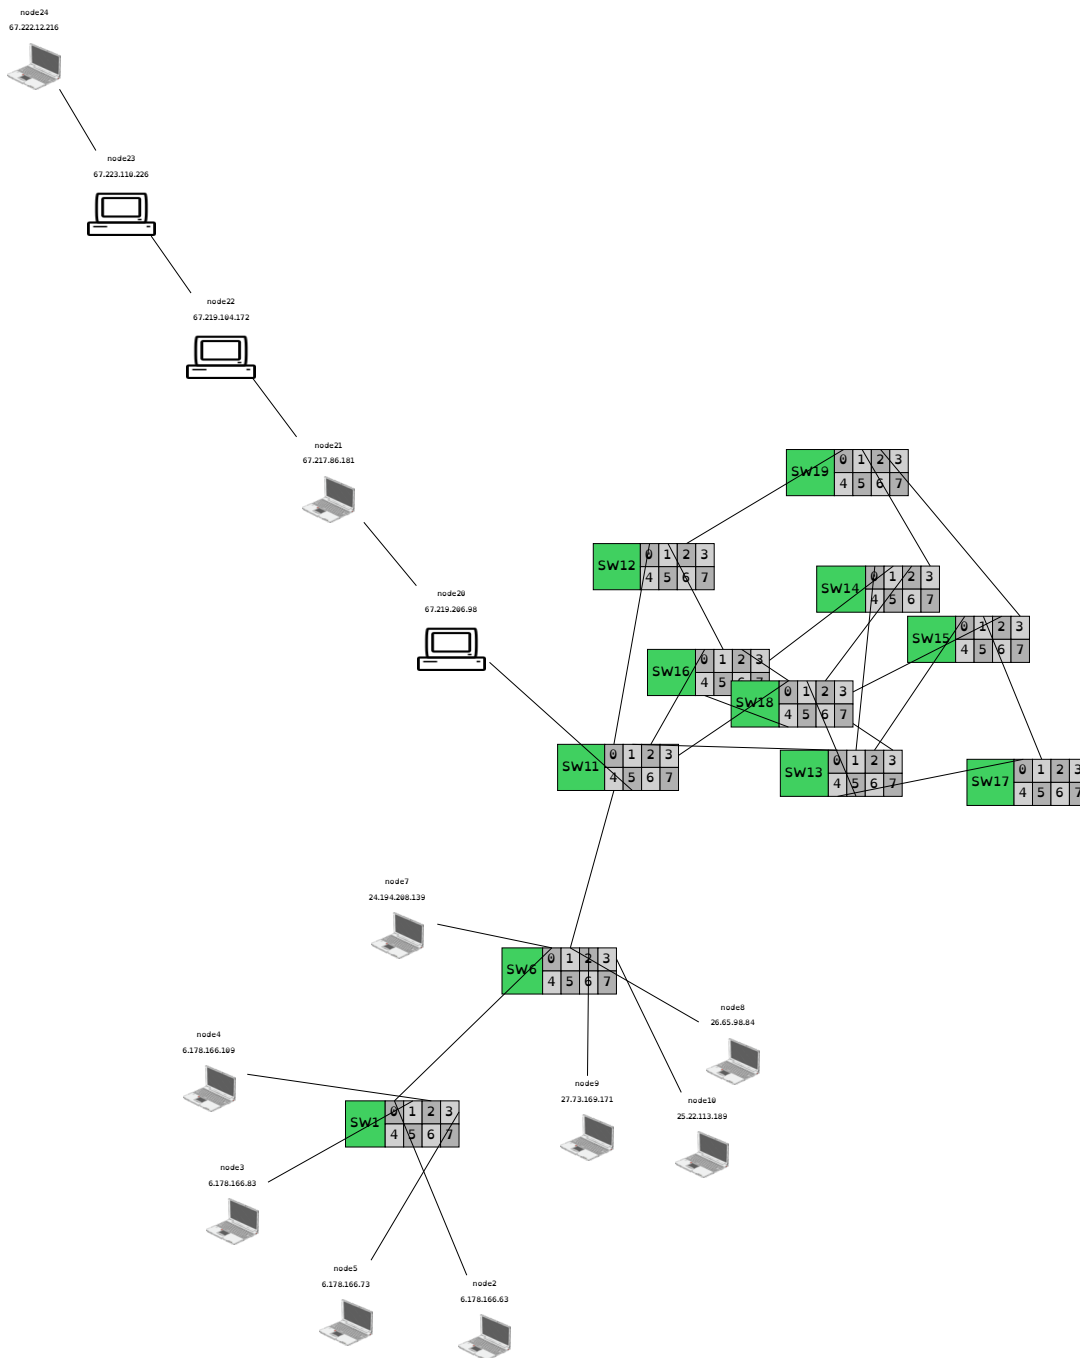 node24
67.222.12.216
node23
67.223.110.226
node22
67.219.104.172
node21
67.217.86.181
SW19 0 1 2 3
4 5 6 7
SW12 0 1 2 3
4 5 6 7
SW14 0 1 2 3
4 5 6 7
node20
67.219.206.98
SW15 0 1 2 3
4 5 6 7
SW16 0 1 2 3
4 5 6 7
SW18 0 1 2 3
4 5 6 7
SW11 0 1 2 3
4 5 6 7
SW13 0 1 2 3
4 5 6 7
SW17 0 1 2 3
4 5 6 7
node7
24.194.208.139
SW6 0 1 2 3
4 5 6 7
node8
26.65.98.84
node4
6.178.166.109
node9
27.73.169.171
node10
25.22.113.189
SW1 0 1 2 3
4 5 6 7
node3
6.178.166.83
node5
6.178.166.73
node2
6.178.166.63